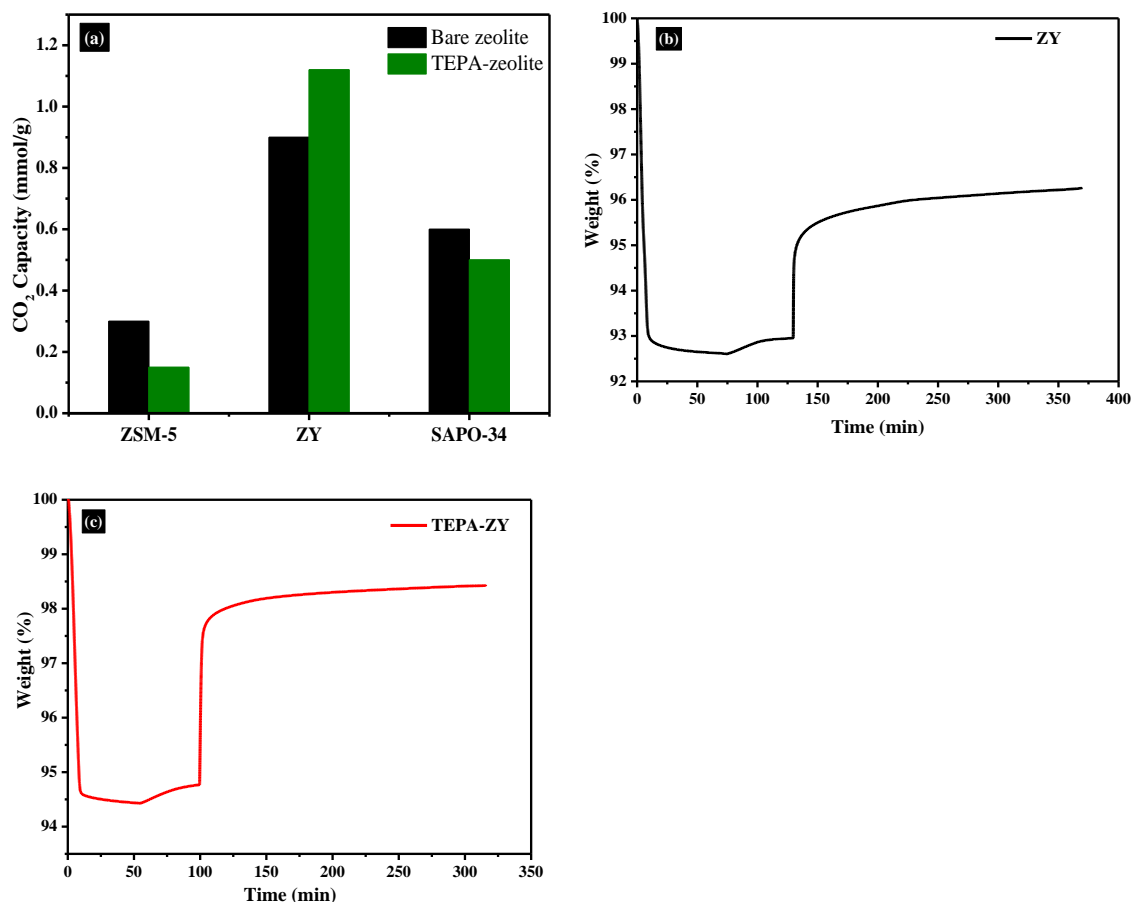 (a)
Bare zeolite
TEPA-zeolite
CO₂ Capacity (mmol/g)
1.2
1.0
0.8
0.6
0.4
0.2
0.0
ZSM-5 ZY SAPO-34
(b)
ZY
Weight (%)
100
99
98
96
95
93
92
0 50 100 150 200 250 300 350 400
Time (min)
(c)
TEPA-ZY
Weight (%)
100
99
98
97
96
95
94
0 50 100 150 200 250 300 350
Time (min)